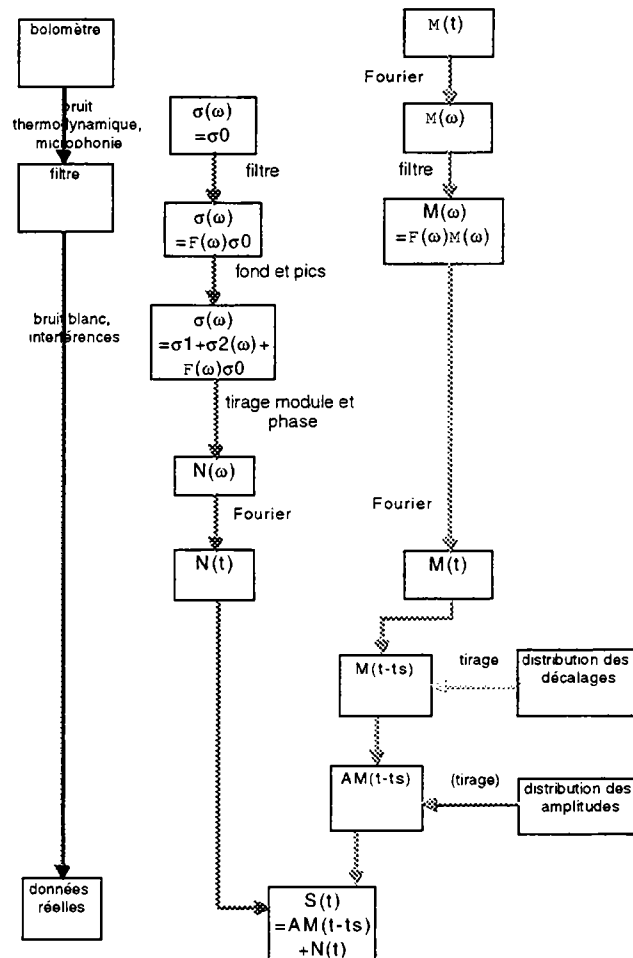 bolomètre
bruit
thermodynamique,
microphonie
filtre
bruit blanc,
interférences
données
réelles
σ(ω)
=σ0
filtre
σ(ω)
=F(ω)σ0
fond et pics
σ(ω)
=σ1+σ2(ω)+
F(ω)σ0
tirage module et
phase
N(ω)
Fourier
N(t)
M(t)
Fourier
M(ω)
filtre
M(ω)
=F(ω)M(ω)
Fourier
M(t)
M(t-ts)
tirage
distribution des
décalages
AM(t-ts)
(tirage)
distribution des
amplitudes
S(t)
=AM(t-ts)
+N(t)